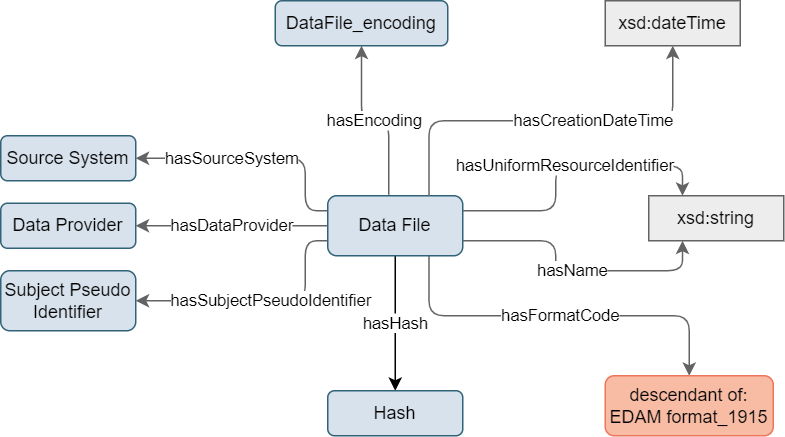 DataFile_encoding
xsd:dateTime
hasEncoding
hasCreationDateTime
Source System
hasSourceSystem
hasUniformResourceIdentifier
Data Provider
hasDataProvider
Data File
xsd:string
Subject Pseudo
Identifier
hasSubjectPseudoIdentifier
hasName
hasHash
hasFormatCode
Hash
descendant of:
EDAM format_1915